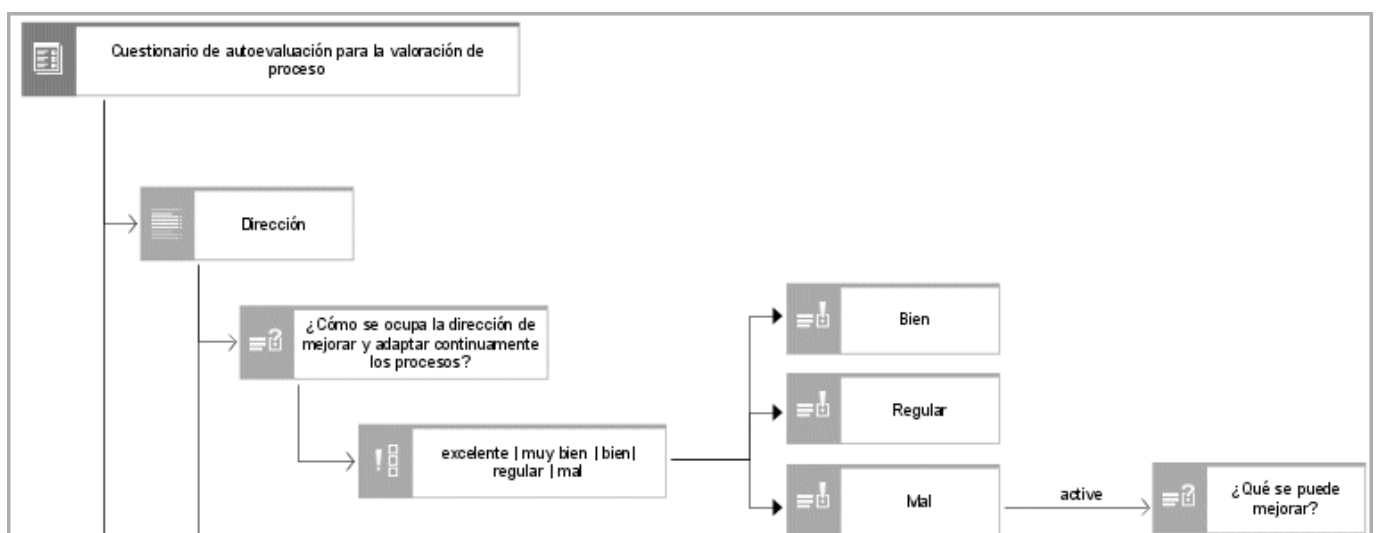 Cuestionario de autoevaluación para la valoración de
proceso
Dirección
¿Cómo se ocupa la dirección de
mejorar y adaptar continuamente
los procesos?
excelente | muy bien | bien|
regular | mal
Bien
Regular
Mal
active
¿Qué se puede
mejorar?